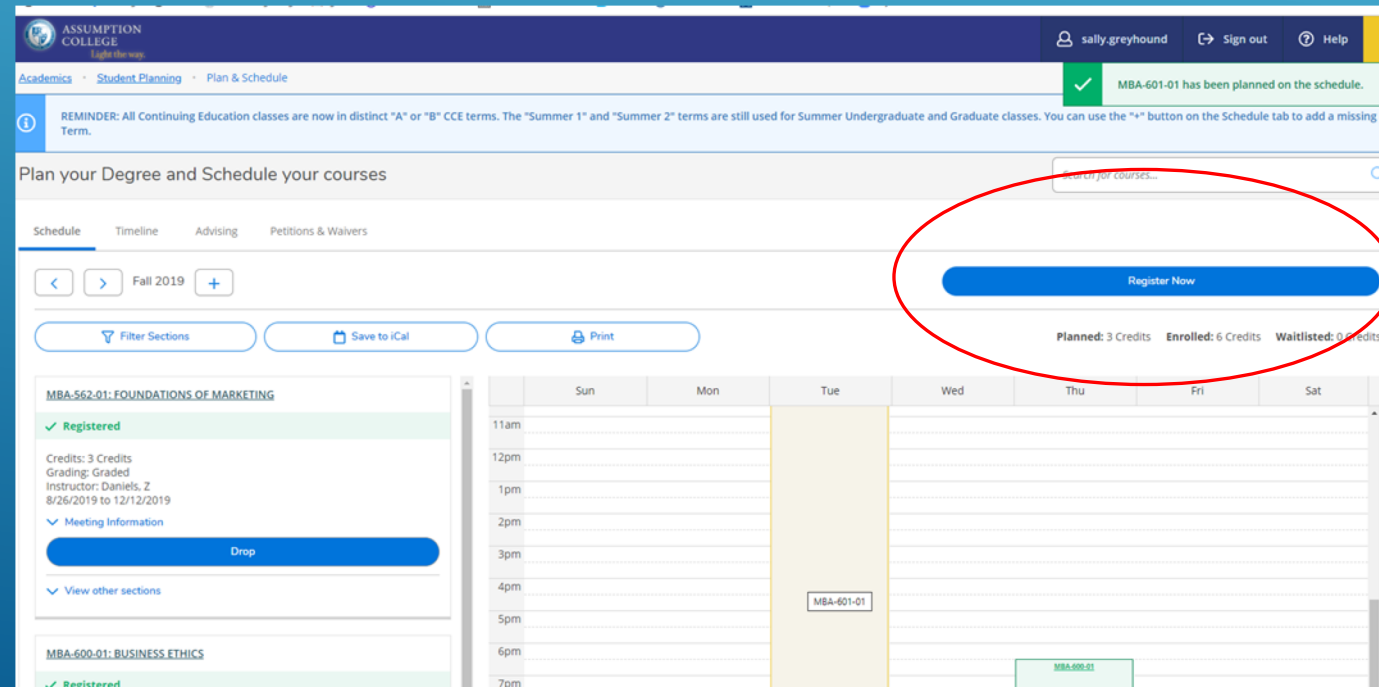 ASSUMPTION
COLLEGE
Light the way.
sally.greyhound Sign out Help
Academics Student Planning Plan & Schedule
MBA-601-01 has been planned on the schedule.
REMINDER: All Continuing Education classes are now in distinct "A" or "B" CCE terms. The "Summer 1" and "Summer 2" terms are still used for Summer Undergraduate and Graduate classes. You can use the "+" button on the Schedule tab to add a missing
Term.
Plan your Degree and Schedule your courses
Search for courses...
Schedule Timeline Advising Petitions & Waivers
Fall 2019
Register Now
Filter Sections Save to iCal Print
Planned: 3 Credits Enrolled: 6 Credits Waitlisted: 0 Credits
MBA-562-01: FOUNDATIONS OF MARKETING
Registered
Credits: 3 Credits
Grading: Graded
Instructor: Daniels, Z
8/26/2019 to 12/12/2019
Meeting Information
Drop
View other sections
MBA-600-01: BUSINESS ETHICS
Registered
Sun Mon Tue Wed Thu Fri Sat
11am
12pm
1pm
2pm
3pm
4pm
MBA-601-01
5pm
6pm
MBA-600-01
7pm